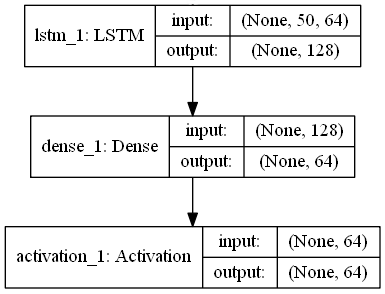 lstm_1: LSTM
input: (None, 50, 64)
output: (None, 128)
dense_1: Dense
input: (None, 128)
output: (None, 64)
activation_1: Activation
input: (None, 64)
output: (None, 64)